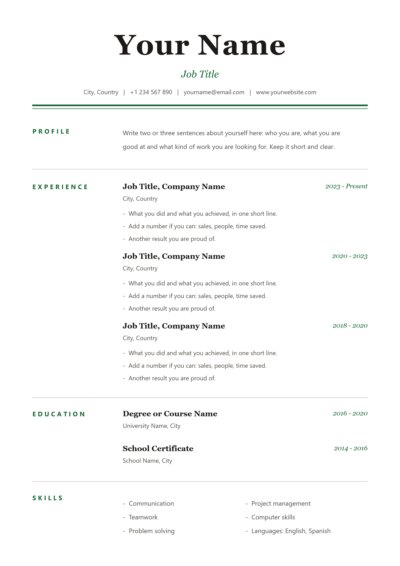 Your Name
Job Title
City, Country | +1 234 567 890 | yourname@email.com | www.yourwebsite.com
PROFILE
Write two or three sentences about yourself here: who you are, what you are
good at and what kind of work you are looking for. Keep it short and clear.
EXPERIENCE
Job Title, Company Name 2023 - Present
City, Country
- What you did and what you achieved, in one short line.
- Add a number if you can: sales, people, time saved.
- Another result you are proud of.
Job Title, Company Name 2020 - 2023
City, Country
- What you did and what you achieved, in one short line.
- Add a number if you can: sales, people, time saved.
- Another result you are proud of.
Job Title, Company Name 2018 - 2020
City, Country
- What you did and what you achieved, in one short line.
- Add a number if you can: sales, people, time saved.
- Another result you are proud of.
EDUCATION
Degree or Course Name 2016 - 2020
University Name, City
School Certificate 2014 - 2016
School Name, City
SKILLS
- Communication
- Teamwork
- Problem solving
- Project management
- Computer skills
- Languages: English, Spanish